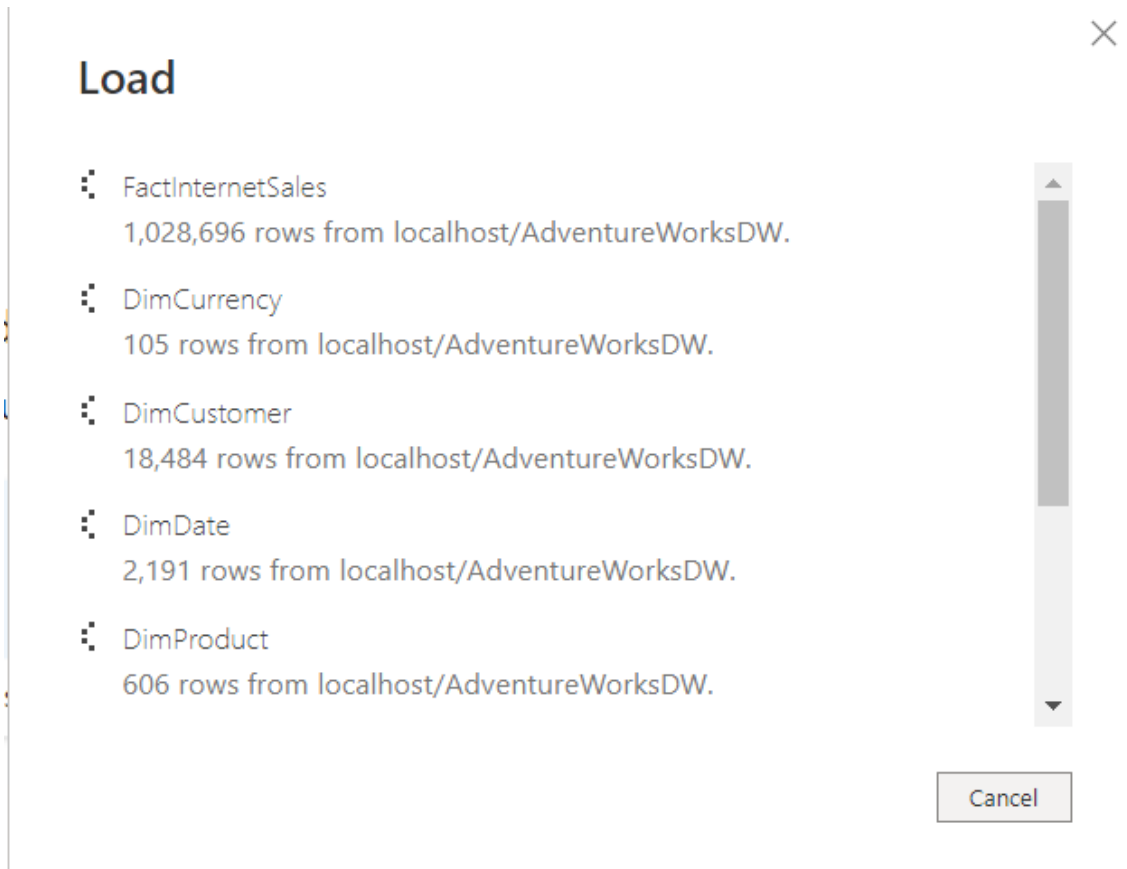 Load
FactInternetSales
1,028,696 rows from localhost/AdventureWorksDW.
DimCurrency
105 rows from localhost/AdventureWorksDW.
DimCustomer
18,484 rows from localhost/AdventureWorksDW.
DimDate
2,191 rows from localhost/AdventureWorksDW.
DimProduct
606 rows from localhost/AdventureWorksDW.
Cancel